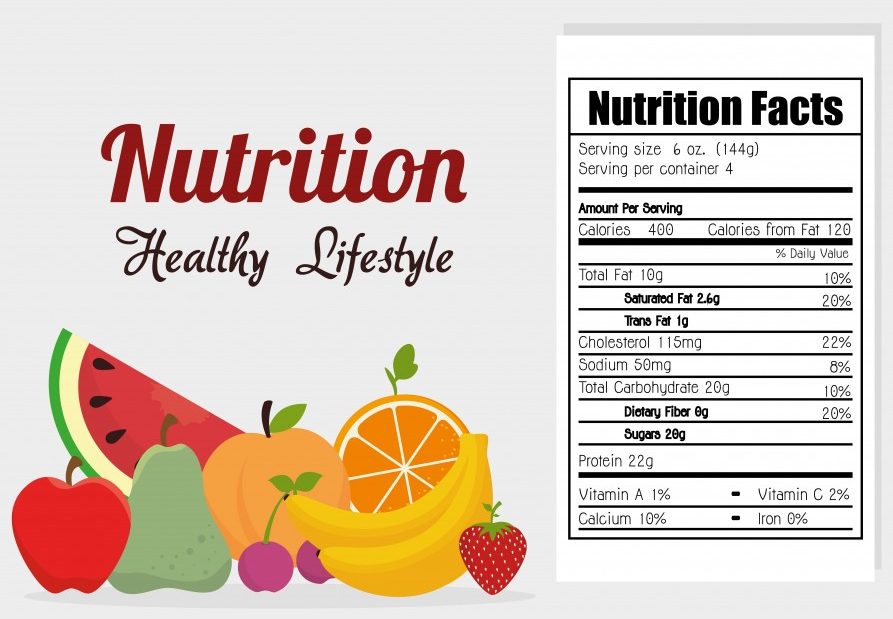 Nutrition
Healthy Lifestyle
Nutrition Facts
Serving size 6 oz. (144g)
Serving per container 4
Amount Per Serving
Calories 400 Calories from Fat 120
% Daily Value
Total Fat 10g 10%
Saturated Fat 2.6g 20%
Trans Fat 1g
Cholesterol 115mg 22%
Sodium 50mg 8%
Total Carbohydrate 20g 10%
Dietary Fiber 0g 20%
Sugars 20g
Protein 22g
Vitamin A 1% - Vitamin C 2%
Calcium 10% - Iron 0%